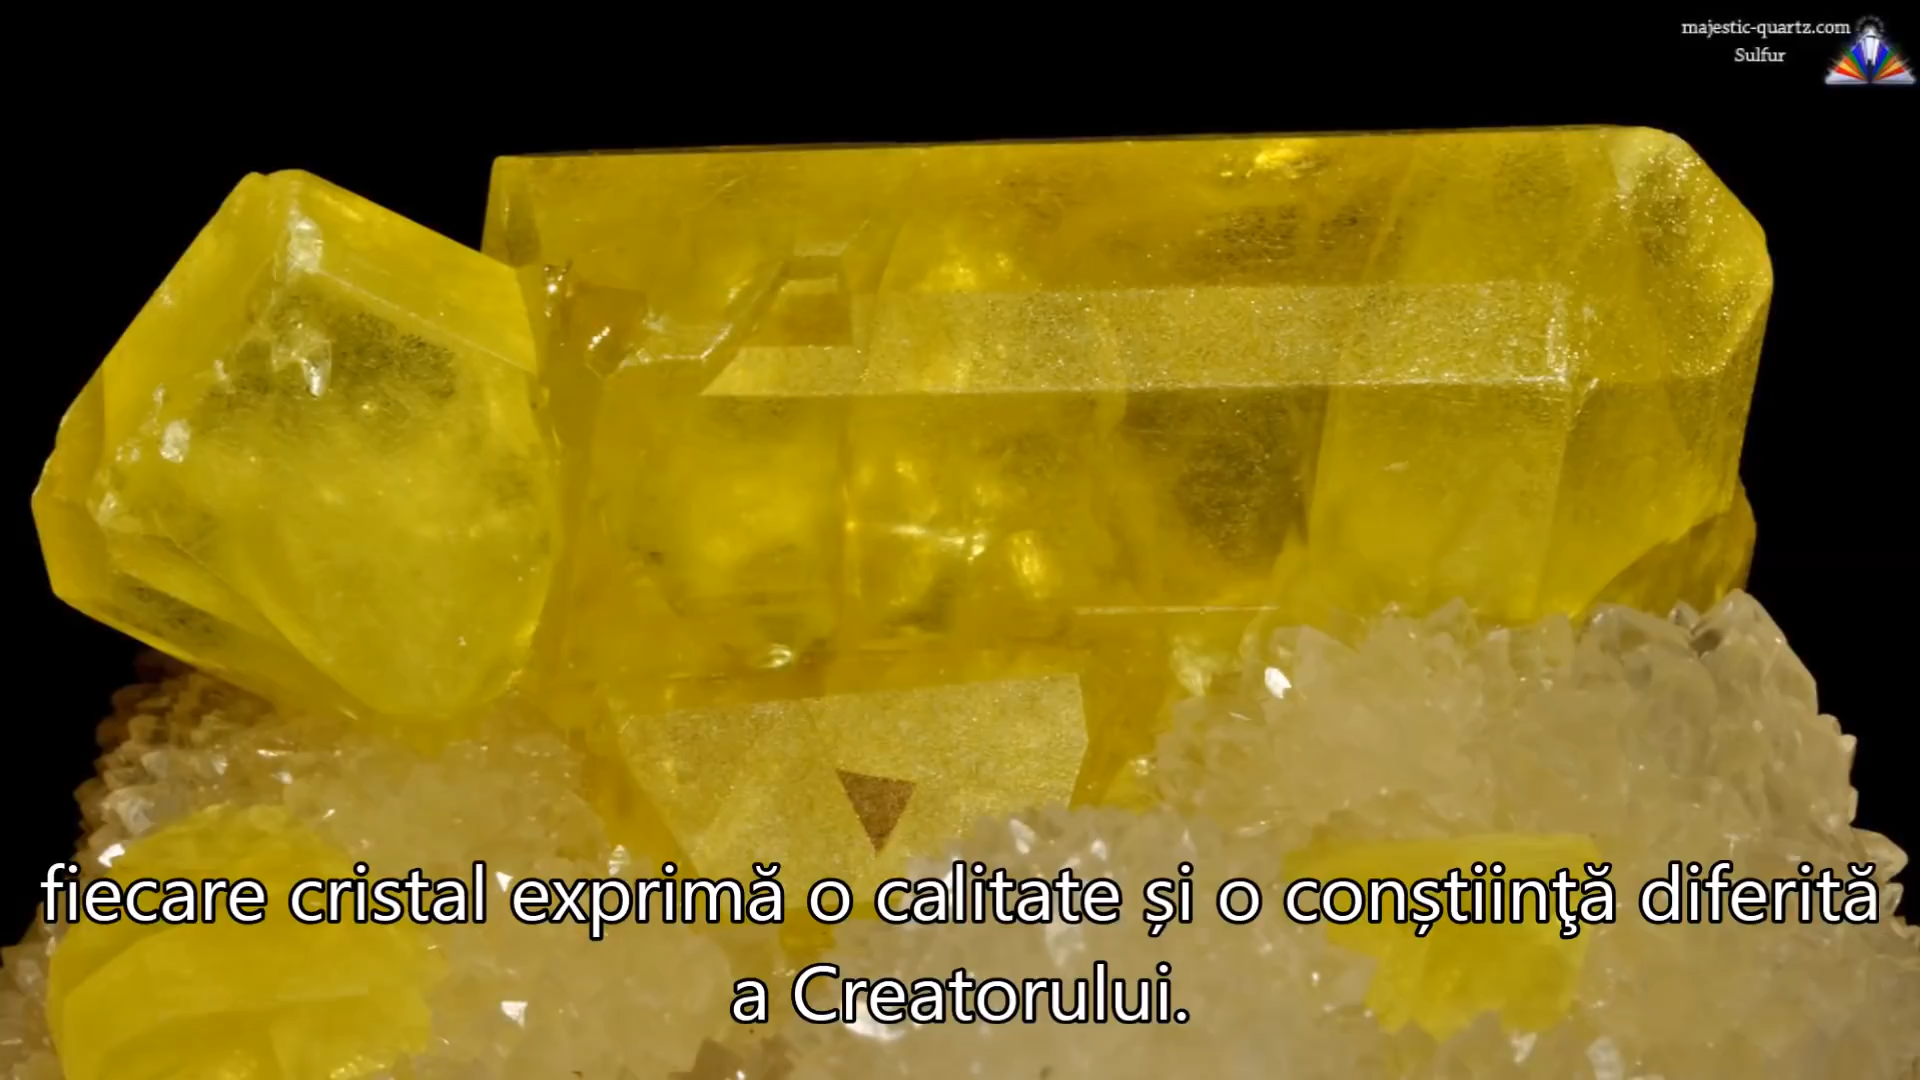 majestic-quartz.com
Sulfur
fiecare cristal exprimă o calitate și o conștiinţă diferită
a Creatorului.